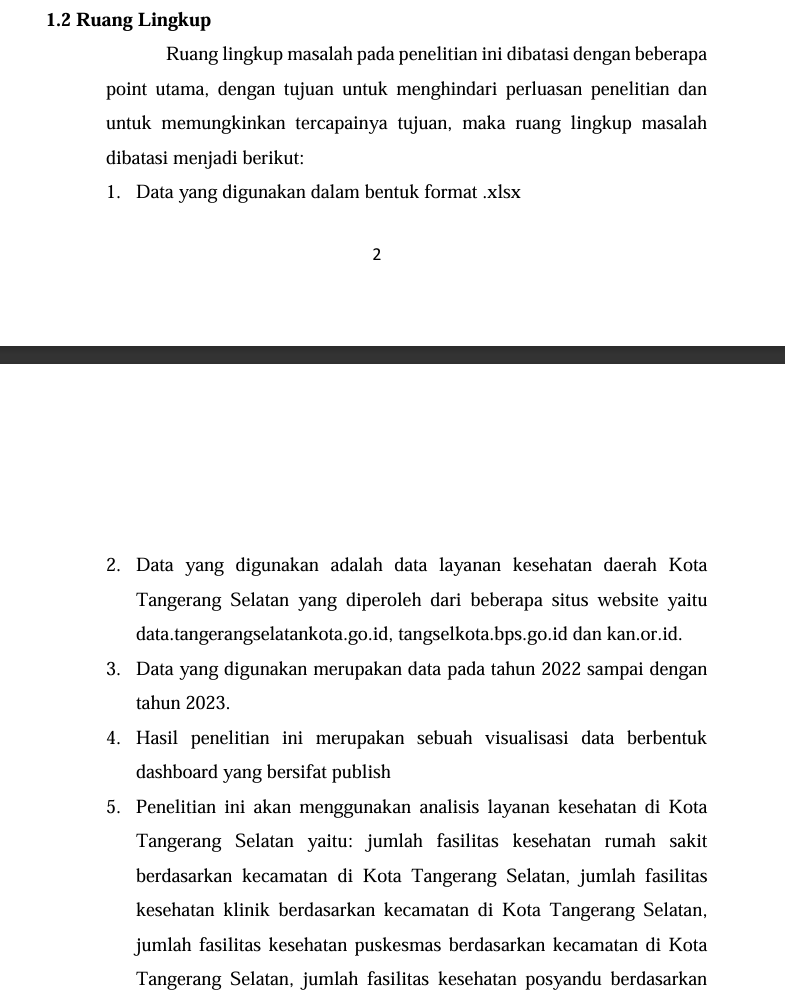 1.2 Ruang Lingkup
Ruang lingkup masalah pada penelitian ini dibatasi dengan beberapa
point utama, dengan tujuan untuk menghindari perluasan penelitian dan
untuk memungkinkan tercapainya tujuan, maka ruang lingkup masalah
dibatasi menjadi berikut:
1. Data yang digunakan dalam bentuk format .xlsx
2
2. Data yang digunakan adalah data layanan kesehatan daerah Kota
Tangerang Selatan yang diperoleh dari beberapa situs website yaitu
data.tangerangselatankota.go.id, tangselkota.bps.go.id dan kan.or.id.
3. Data yang digunakan merupakan data pada tahun 2022 sampai dengan
tahun 2023.
4. Hasil penelitian ini merupakan sebuah visualisasi data berbentuk
dashboard yang bersifat publish
5. Penelitian ini akan menggunakan analisis layanan kesehatan di Kota
Tangerang Selatan yaitu: jumlah fasilitas kesehatan rumah sakit
berdasarkan kecamatan di Kota Tangerang Selatan, jumlah fasilitas
kesehatan klinik berdasarkan kecamatan di Kota Tangerang Selatan,
jumlah fasilitas kesehatan puskesmas berdasarkan kecamatan di Kota
Tangerang Selatan, jumlah fasilitas kesehatan posyandu berdasarkan